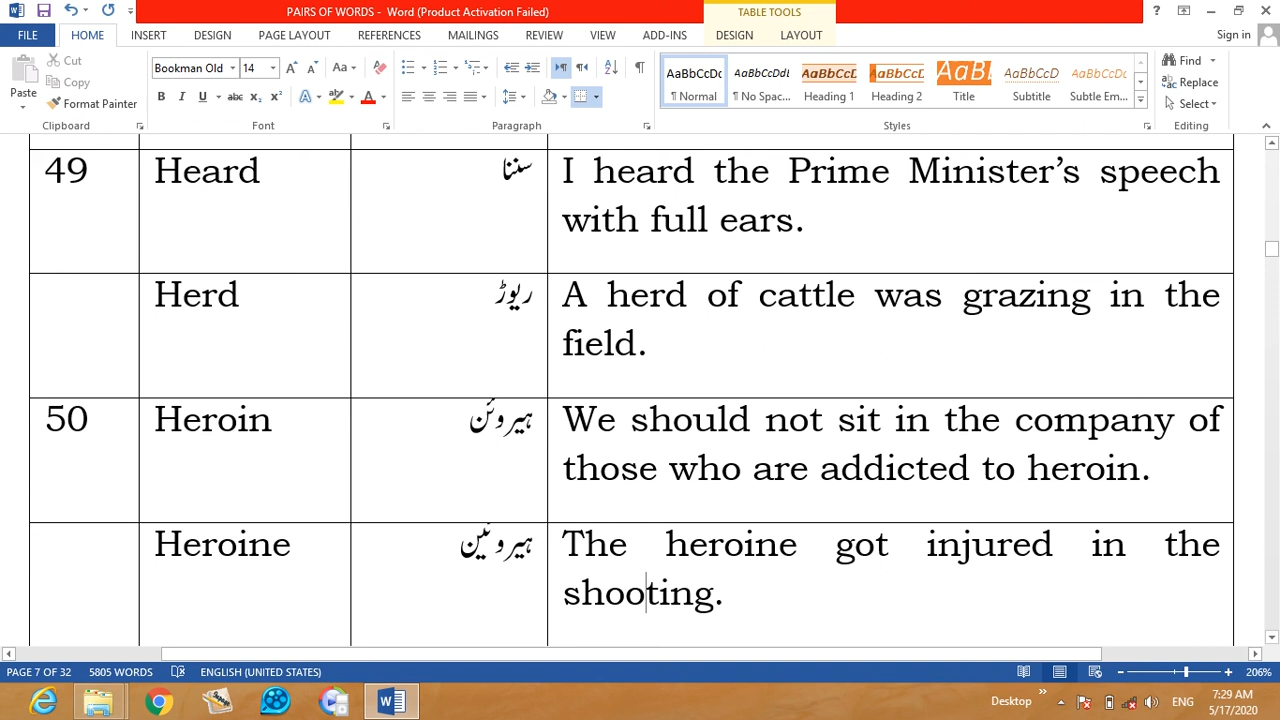 PAIRS OF WORDS - Word (Product Activation Failed)
TABLE TOOLS
Sign in
FILE HOME INSERT DESIGN PAGE LAYOUT REFERENCES MAILINGS REVIEW VIEW ADD-INS DESIGN LAYOUT
Paste
Cut
Copy
Format Painter
Clipboard
Bookman Old 14
Font
Paragraph
AaBbCcDc AaBbCcDdI AaBbCcD AaBbCcD AaB AaBbCcDc AaBbCcDc
¶ Normal ¶ No Spac... Heading 1 Heading 2 Title Subtitle Subtle Em...
Styles
Find
Replace
Select
Editing
49 Heard سننا I heard the Prime Minister's speech
with full ears.
Herd ریوڑ A herd of cattle was grazing in the
field.
50 Heroin ہیروئن We should not sit in the company of
those who are addicted to heroin.
Heroine ہیروئین The heroine got injured in the
shooting.
PAGE 7 OF 32 5805 WORDS ENGLISH (UNITED STATES) 206%
Desktop ENG 7:29 AM
5/17/2020